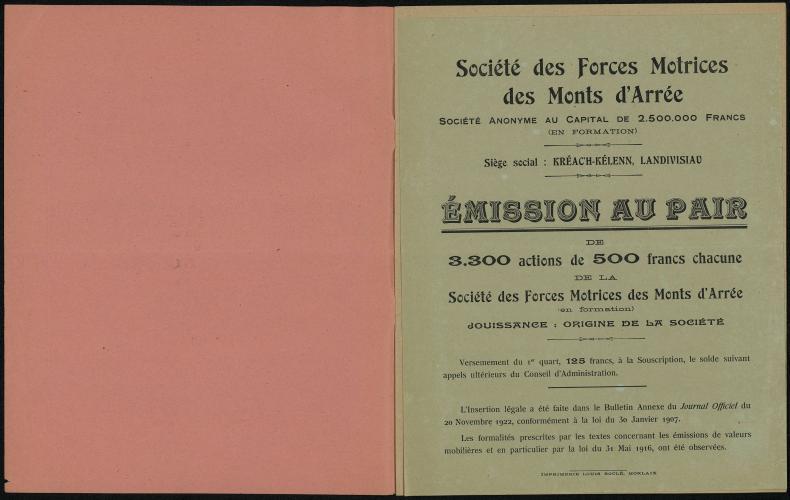 Société des Forces Motrices
des Monts d'Arrée
SOCIÉTÉ ANONYME AU CAPITAL DE 2.500.000 FRANCS
(EN FORMATION)
Siège social : KRÉAC'H-KÉLENN, LANDIVISIAU
ÉMISSION AU PAIR
DE
3.300 actions de 500 francs chacune
DE LA
Société des Forces Motrices des Monts d'Arrée
(en formation)
JOUISSANCE : ORIGINE DE LA SOCIÉTÉ
Versemement du 1er quart, 125 francs, à la Souscription, le solde suivant
appels ultérieurs du Conseil d'Administration.
L'Insertion légale a été faite dans le Bulletin Annexe du Journal Officiel du
20 Novembre 1922, conformément à la loi du 30 Janvier 1907.
Les formalités prescrites par les textes concernant les émissions de valeurs
mobilières et en particulier par la loi du 31 Mai 1916, ont été observées.
IMPRIMERIE LOUIS BOCLÉ, MORLAIX